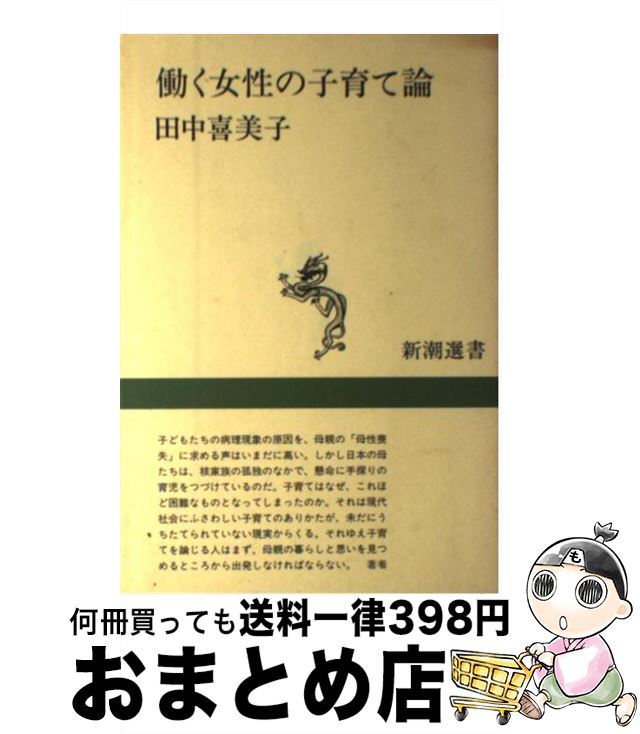 働く女性の子育て論
田中喜美子
新潮選書
子どもたちの病理現象の原因を、母親の「母性喪
失」に求める声はいまだに高い。しかし日本の母
たちは、核家族の孤独のなかで、懸命に手探りの
育児をつづけているのだ。子育てはなぜ、これほ
ど困難なものとなってしまったのか。それは現代
社会にふさわしい子育てのありかたが、未だにう
ちたてられていない現実からくる。それゆえ子育
てを論じる人はまず、母親の暮らしと思いを見つ
めるところから出発しなければならない。 著者
も
何冊買っても送料一律398円
おまとめ店